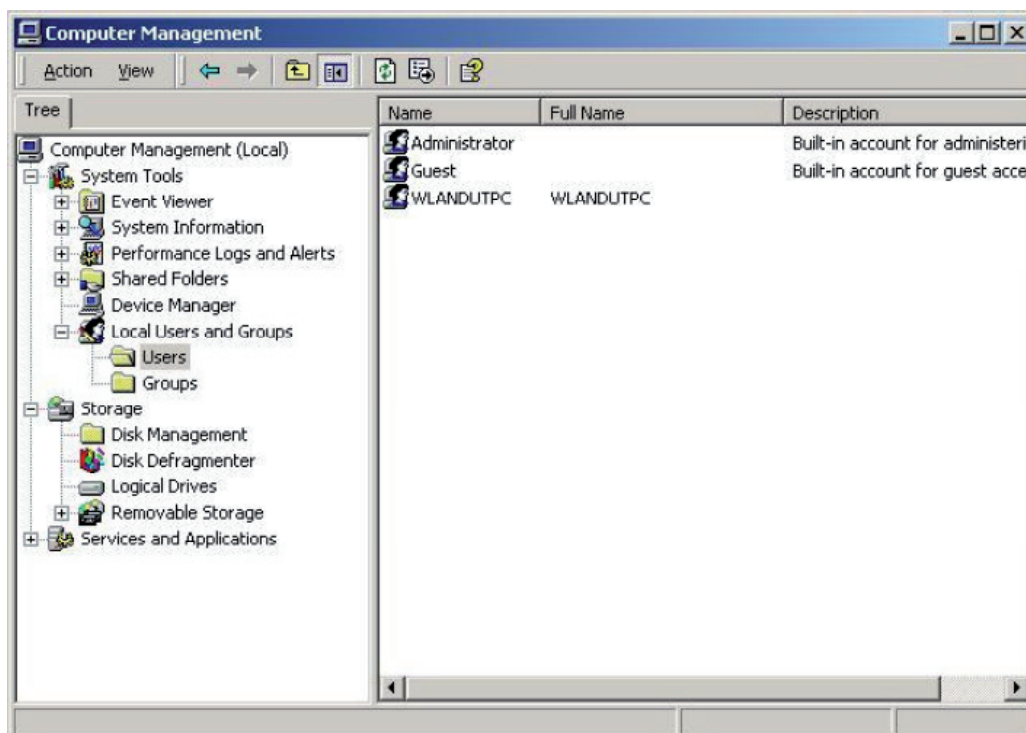 Computer Management
Action View
Tree
Computer Management (Local)
System Tools
Event Viewer
System Information
Performance Logs and Alerts
Shared Folders
Device Manager
Local Users and Groups
Users
Groups
Storage
Disk Management
Disk Defragmenter
Logical Drives
Removable Storage
Services and Applications
Name Full Name Description
Administrator Built-in account for administeri
Guest Built-in account for guest acce
WLANDUTPC WLANDUTPC